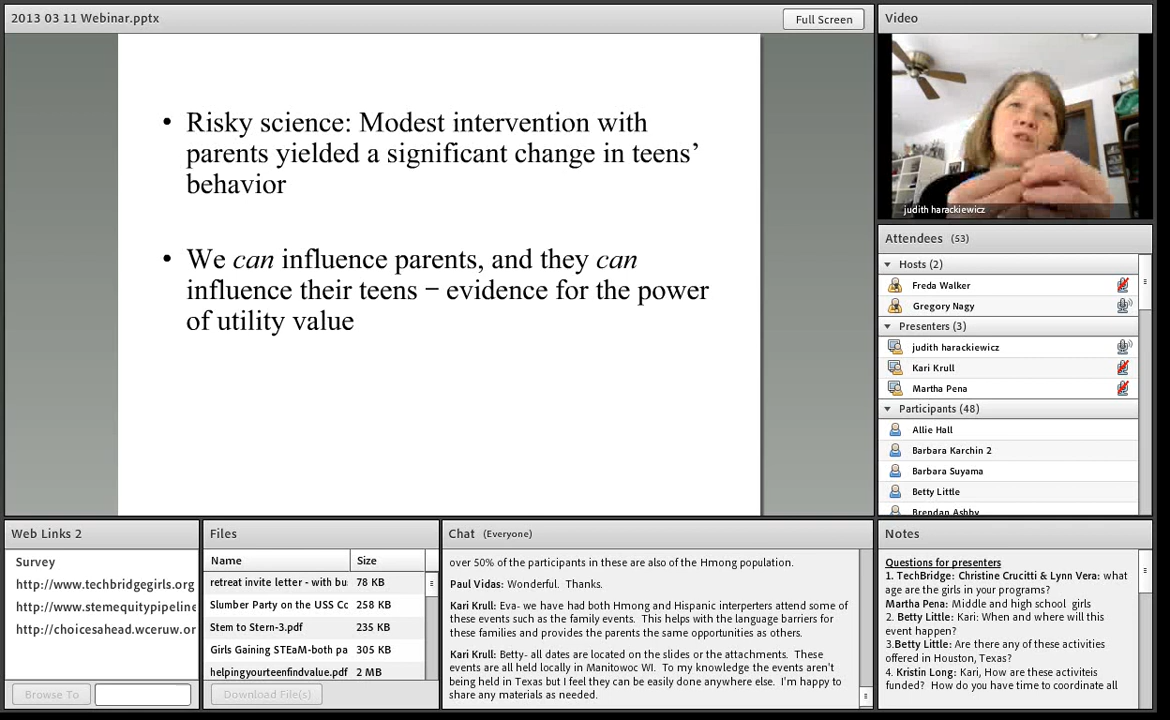 2013 03 11 Webinar.pptx
Full Screen
• Risky science: Modest intervention with
parents yielded a significant change in teens’
behavior
• We can influence parents, and they can
influence their teens − evidence for the power
of utility value
Video
judith harackiewicz
Attendees (53)
Hosts (2)
Freda Walker
Gregory Nagy
Presenters (3)
judith harackiewicz
Kari Krull
Martha Pena
Participants (48)
Allie Hall
Barbara Karchin 2
Barbara Suyama
Betty Little
Brendan Ashby
Web Links 2
Survey
http://www.techbridgegirls.org
http://www.stemequitypipeline
http://choicesahead.wceruw.or
Browse To
Files
Name Size
retreat invite letter - with bu 78 KB
Slumber Party on the USS Cc 258 KB
Stem to Stern-3.pdf 235 KB
Girls Gaining STEaM-both pa 305 KB
helpingyourteenfindvalue.pdf 2 MB
Download File(s)
Chat (Everyone)
over 50% of the participants in these are also of the Hmong population.
Paul Vidas: Wonderful. Thanks.
Kari Krull: Eva- we have had both Hmong and Hispanic interperters attend some of
these events such as the family events. This helps with the language barriers for
these families and provides the parents the same opportunities as others.
Kari Krull: Betty- all dates are located on the slides or the attachments. These
events are all held locally in Manitowoc WI. To my knowledge the events aren't
being held in Texas but I feel they can be easily done anywhere else. I'm happy to
share any materials as needed.
Notes
Questions for presenters
1. TechBridge: Christine Crucitti & Lynn Vera: what
age are the girls in your programs?
Martha Pena: Middle and high school girls
2. Betty Little: Kari: When and where will this
event happen?
3.Betty Little: Are there any of these activities
offered in Houston, Texas?
4. Kristin Long: Kari, How are these activiteis
funded? How do you have time to coordinate all